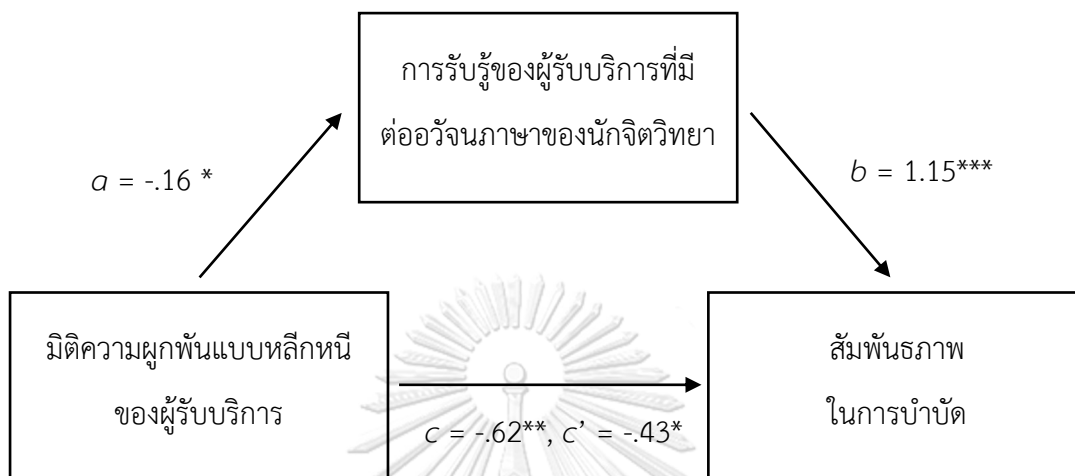 การรับรู้ของผู้รับบริการที่มี
ต่ออวัจนภาษาของนักจิตวิทยา
a = -.16 *
b = 1.15***
มิติความผูกพันแบบหลีกหนี
ของผู้รับบริการ
c = -.62**, c’ = -.43*
สัมพันธภาพ
ในการบำบัด